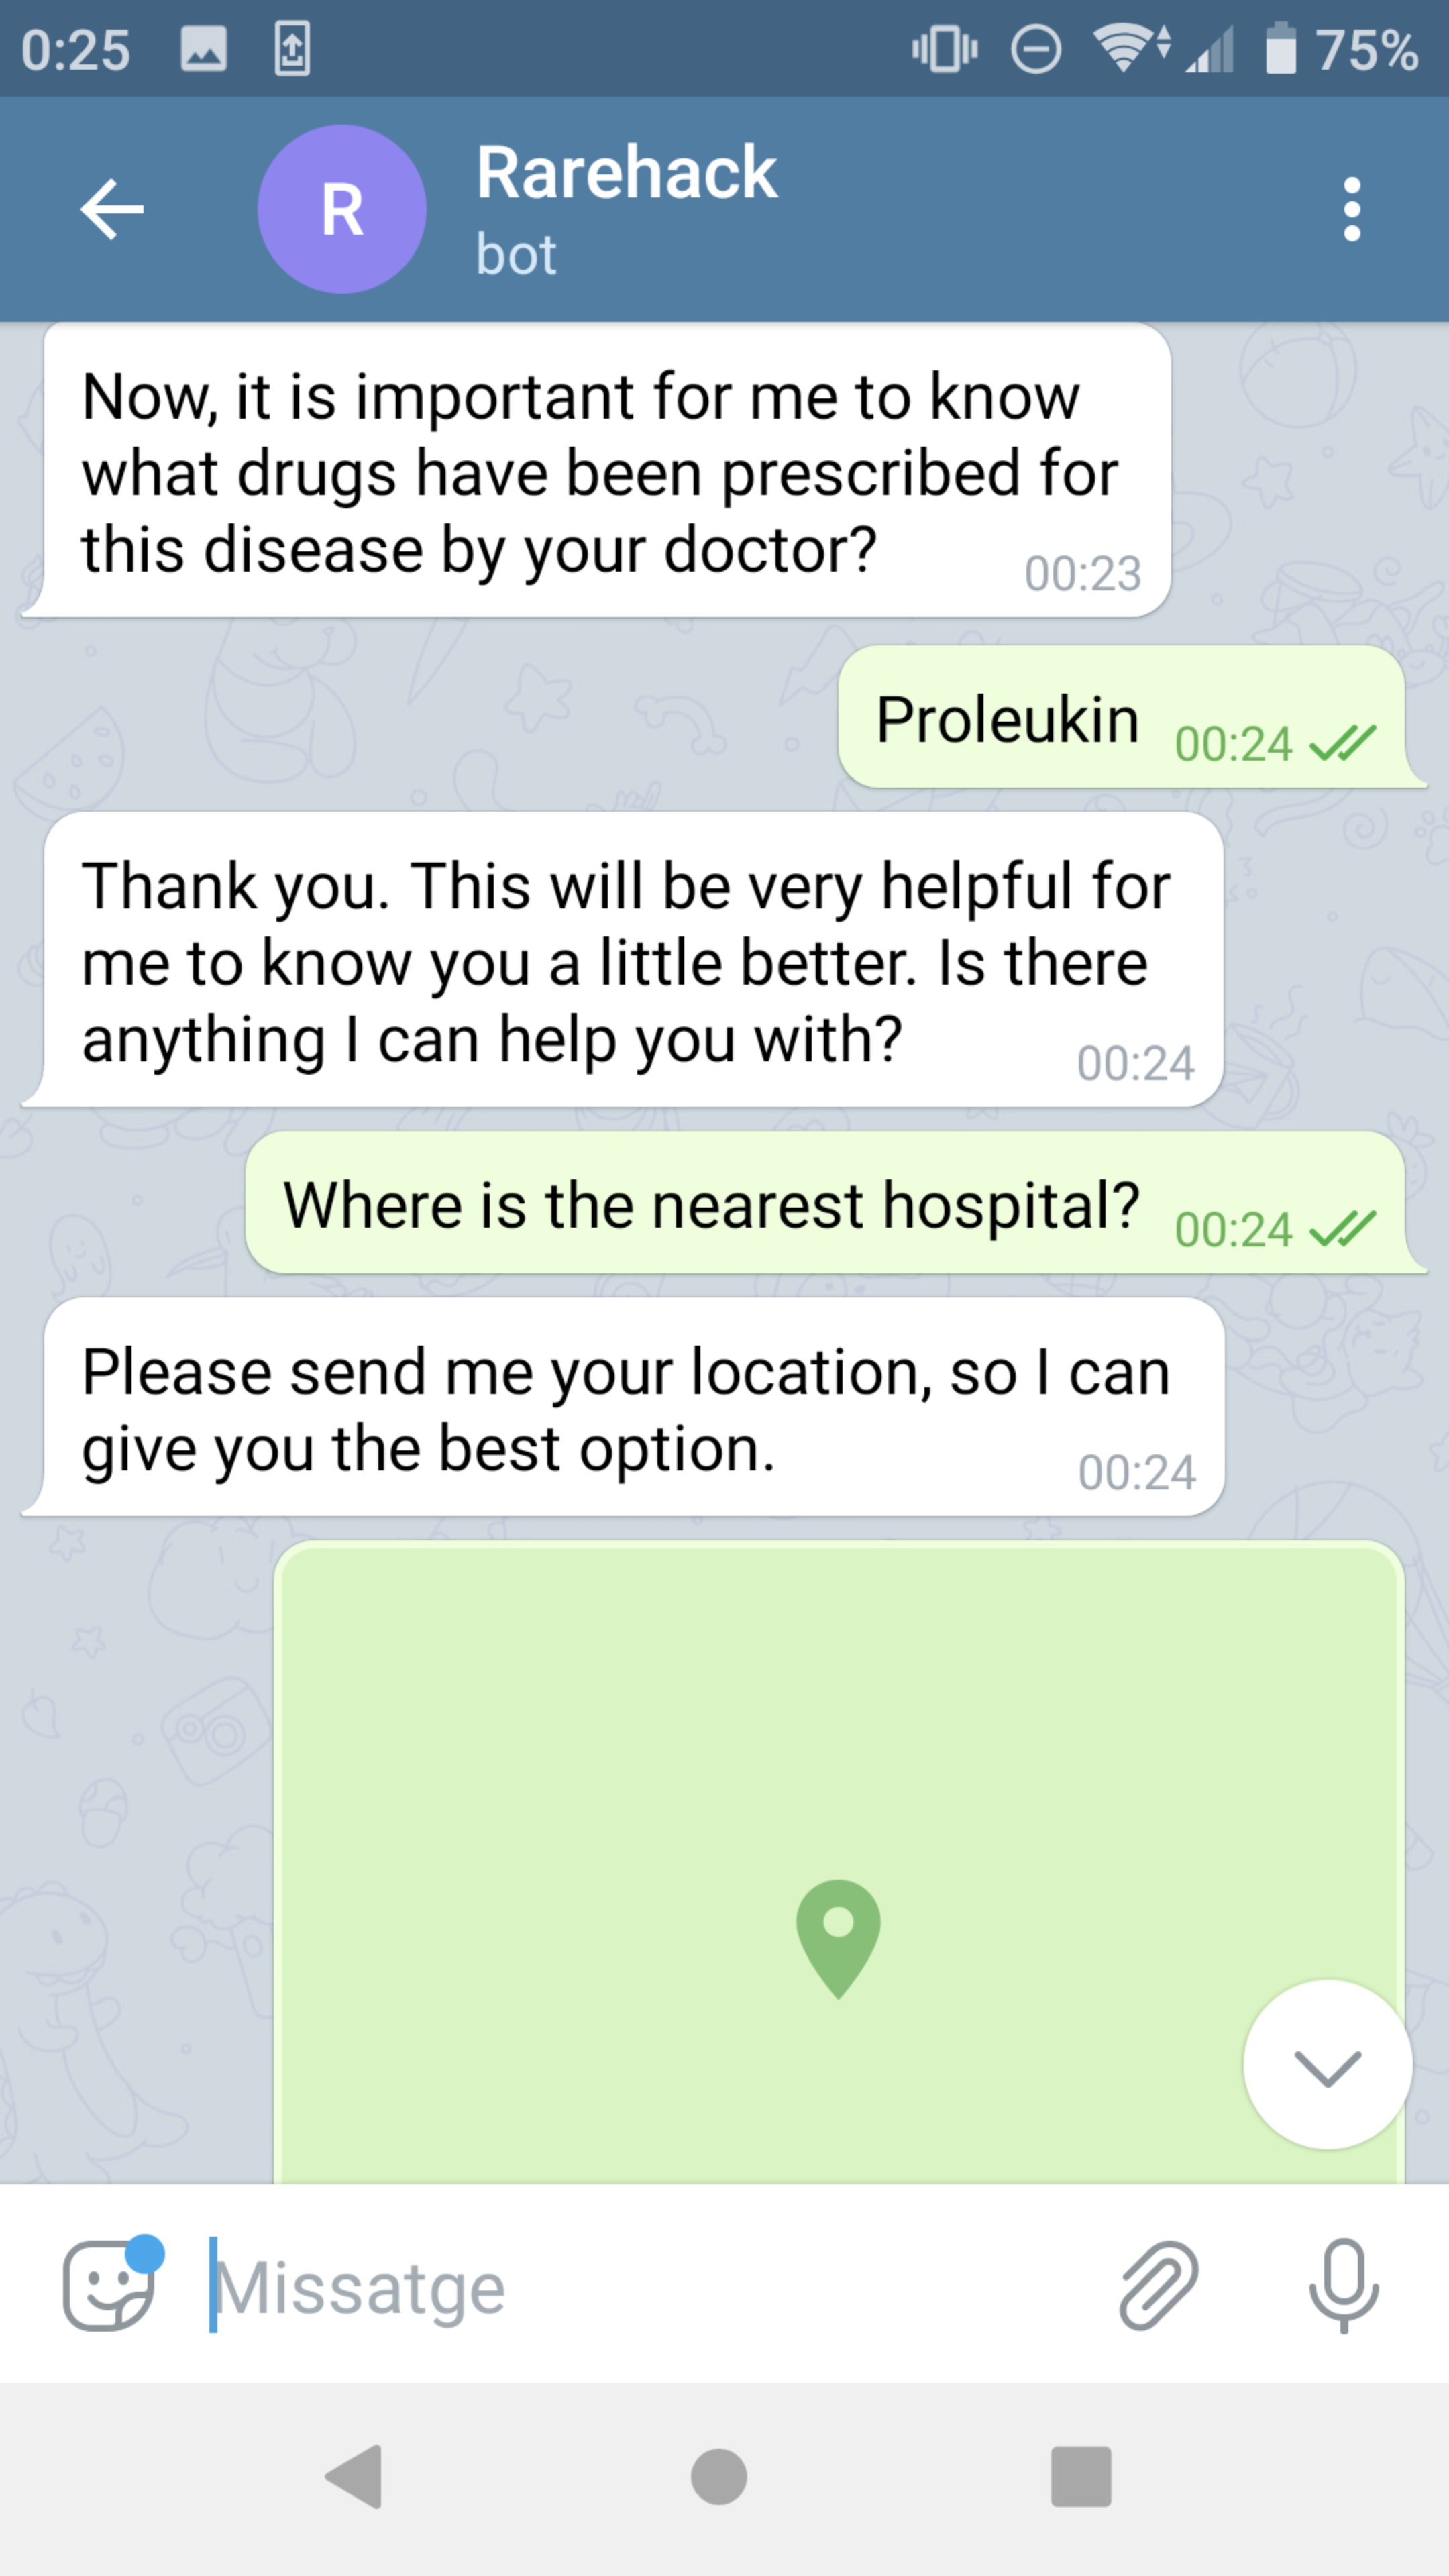 0:25 75%
R
Rarehack
bot
Now, it is important for me to know
what drugs have been prescribed for
this disease by your doctor?
00:23
Proleukin 00:24
Thank you. This will be very helpful for
me to know you a little better. Is there
anything I can help you with?
00:24
Where is the nearest hospital? 00:24
Please send me your location, so I can
give you the best option.
00:24
Missatge